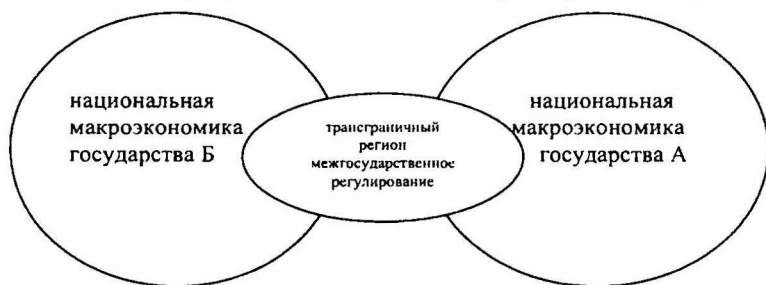 национальная
макроэкономика
государства Б
трансграничный
регион
межгосударственное
регулирование
национальная
макроэкономика
государства А